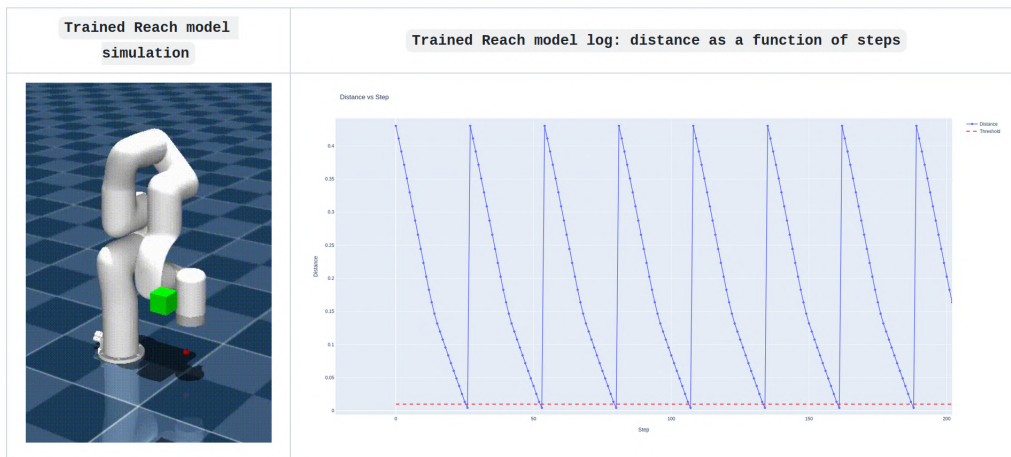 Trained Reach model
simulation
Trained Reach model log: distance as a function of steps
Distance vs Step
Distance
Threshold
0.4
0.35
0.3
0.25
0.2
0.15
0.1
0.05
0
Distance
0
50
100
150
200
Step